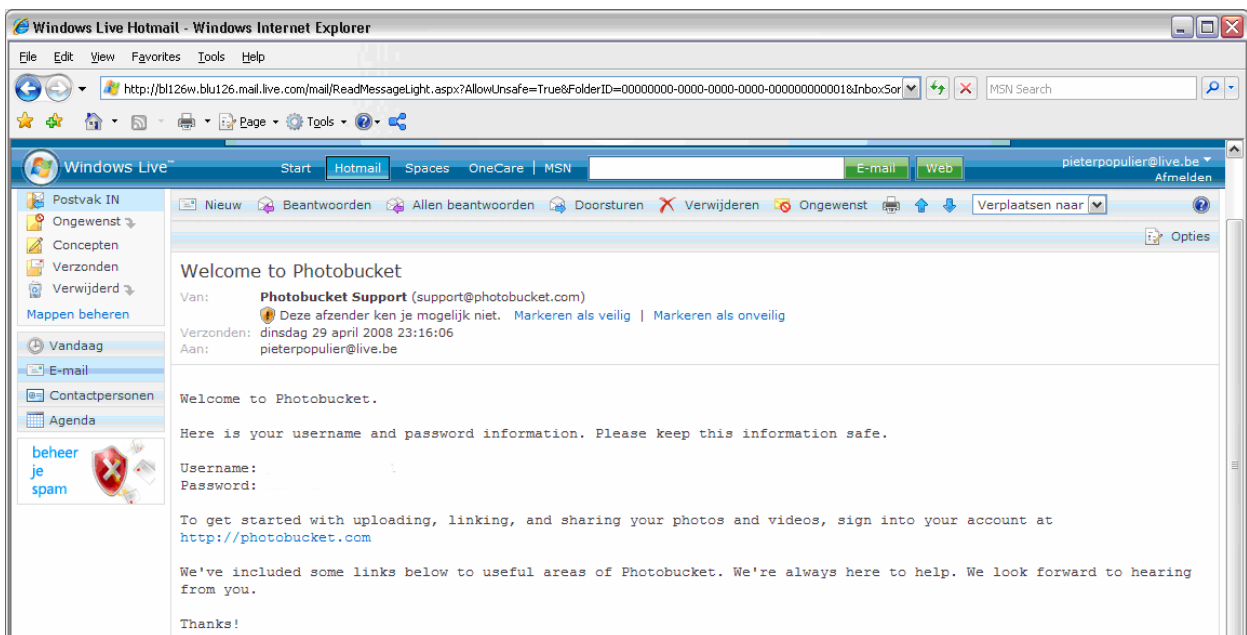 Windows Live Hotmail - Windows Internet Explorer
File Edit View Favorites Tools Help
http://bl126w.blu126.mail.live.com/mail/ReadMessageLight.aspx?AllowUnsafe=True&FolderID=00000000-0000-0000-0000-000000000001&InboxSor
MSN Search
Page Tools
Windows Live™ Start Hotmail Spaces OneCare | MSN E-mail Web pieterpopulier@live.be
Afmelden
Postvak IN
Ongewenst
Concepten
Verzonden
Verwijderd
Mappen beheren
Vandaag
E-mail
Contactpersonen
Agenda
beheer
je
spam
Nieuw Beantwoorden Allen beantwoorden Doorsturen Verwijderen Ongewenst Verplaatsen naar
Opties
Welcome to Photobucket
Van: Photobucket Support (support@photobucket.com)
Deze afzender ken je mogelijk niet. Markeren als veilig | Markeren als onveilig
Verzonden: dinsdag 29 april 2008 23:16:06
Aan: pieterpopulier@live.be
Welcome to Photobucket.
Here is your username and password information. Please keep this information safe.
Username:
Password:
To get started with uploading, linking, and sharing your photos and videos, sign into your account at
http://photobucket.com
We've included some links below to useful areas of Photobucket. We're always here to help. We look forward to hearing
from you.
Thanks!